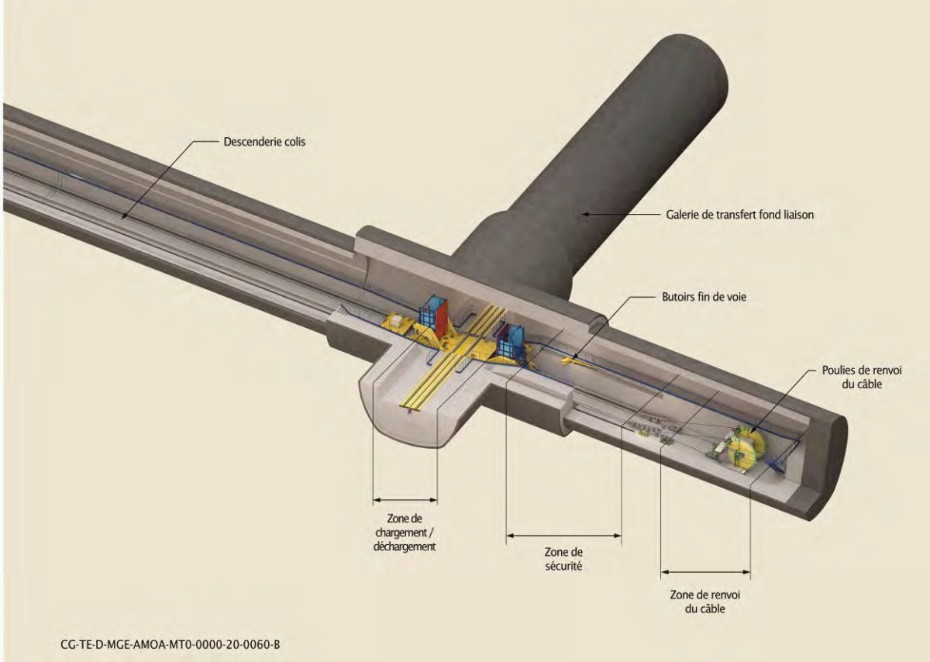 Descenderie colis
Galerie de transfert fond liaison
Butoirs fin de voie
Poulies de renvoi
du câble
Zone de
chargement /
déchargement
Zone de
sécurité
Zone de renvoi
du câble
CG-TE-D-MGE-AMOA-MT0-0000-20-0060-B